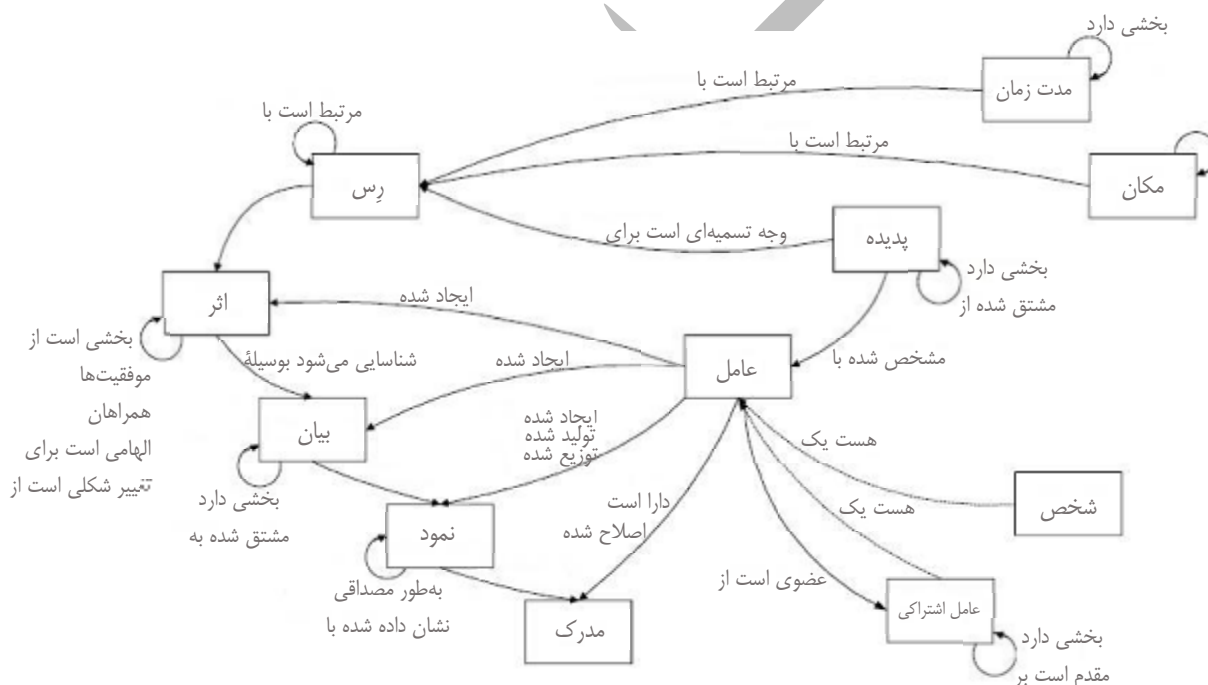 بخشی دارد
مدت زمان
مرتبط است با
مرتبط است با
مرتبط است با
رِس
مکان
وجه تسمیه‌ای است برای
پدیده
بخشی دارد
مشتق شده از
اثر
ایجاد شده
بخشی است از
موفقیت‌ها
همراهان
الهامی است برای
تغییر شکلی است از
شناسایی می‌شود بوسیلهٔ
ایجاد شده
عامل
مشخص شده با
بیان
بخشی دارد
مشتق شده به
ایجاد شده
تولید شده
توزیع شده
هست یک
شخص
نمود
دارا است
اصلاح شده
هست یک
به‌طور مصداقی
نشان داده شده با
مدرک
عضوی است از
عامل اشتراکی
بخشی دارد
مقدم است بر